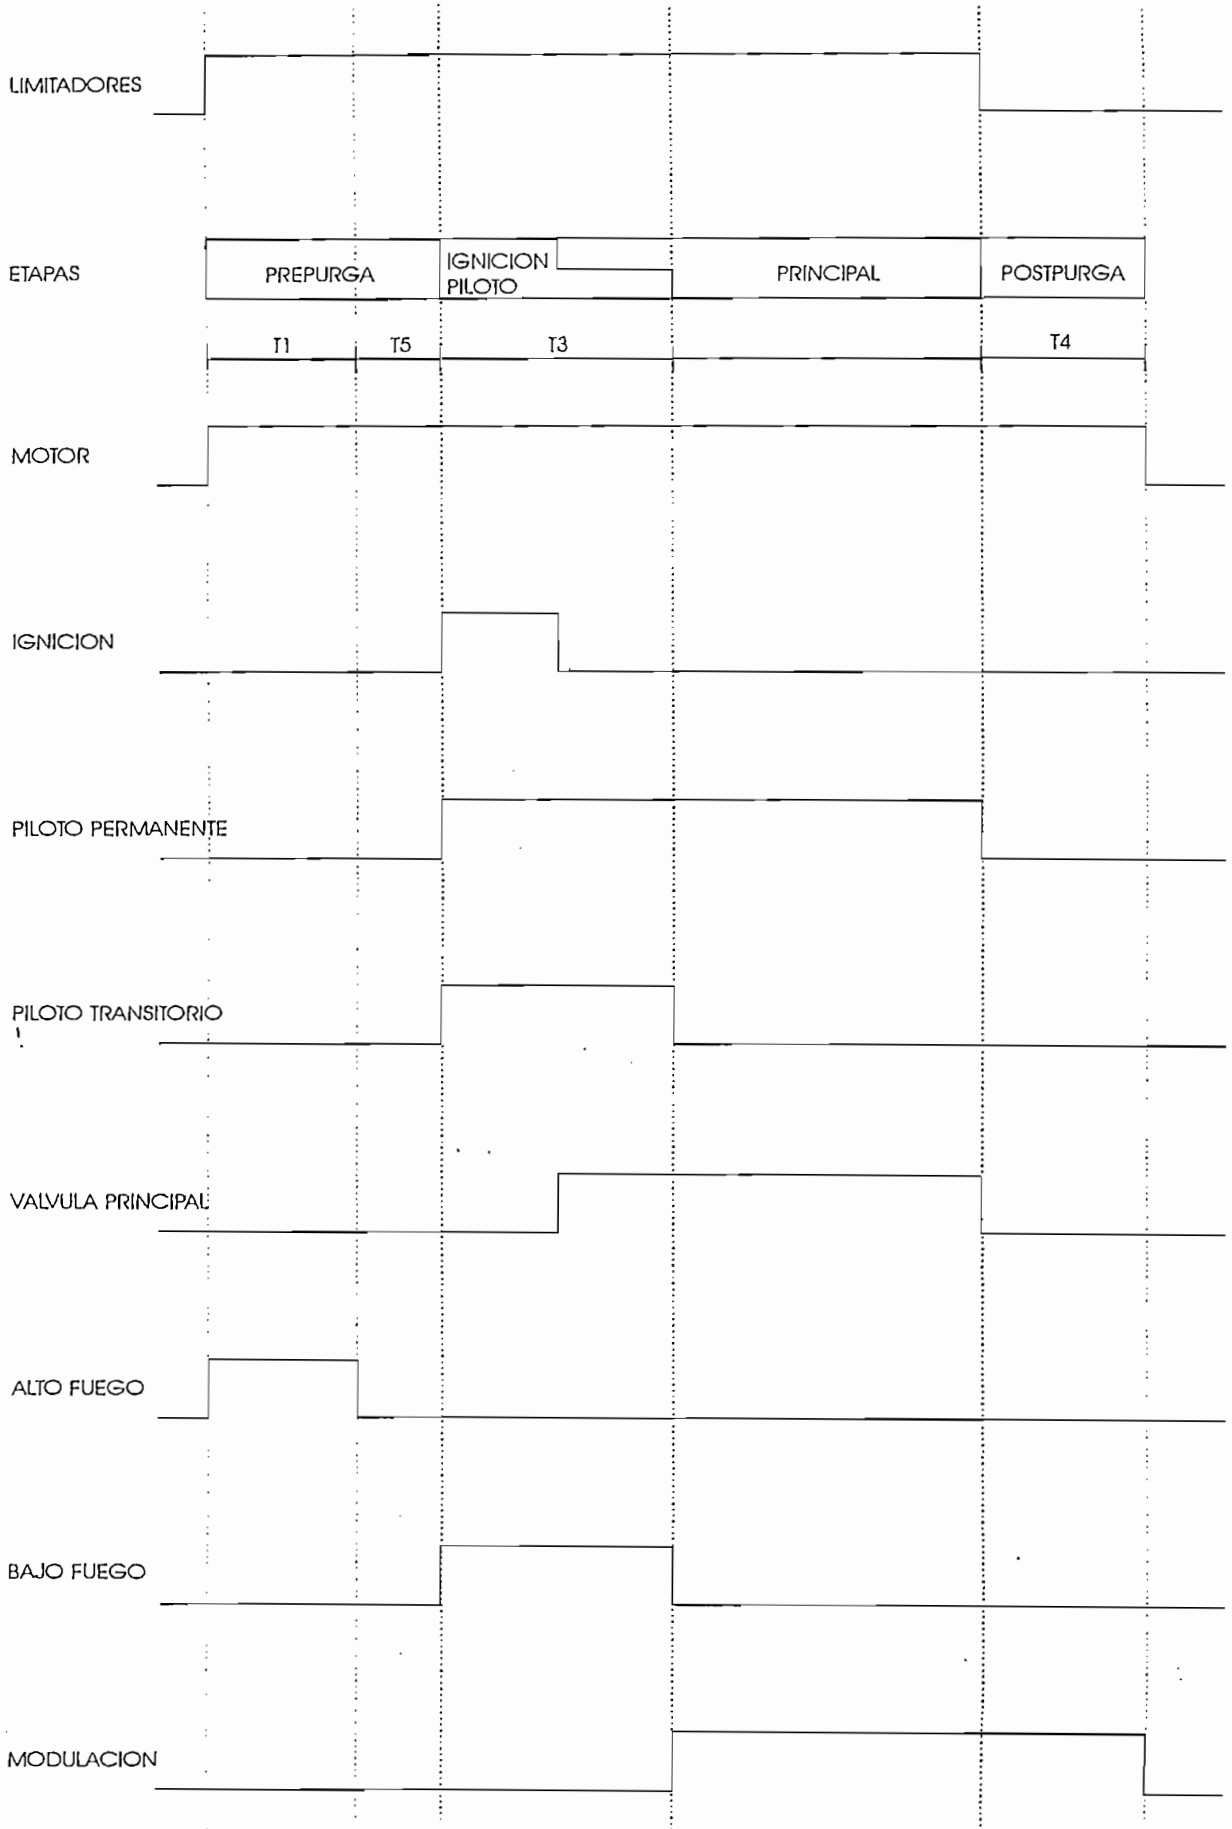 LIMITADORES
ETAPAS
PREPURGA
IGNICION
PILOTO
PRINCIPAL
POSTPURGA
T1
T5
T3
T4
MOTOR
IGNICION
PILOTO PERMANENTE
PILOTO TRANSITORIO
VALVULA PRINCIPAL
ALTO FUEGO
BAJO FUEGO
MODULACION